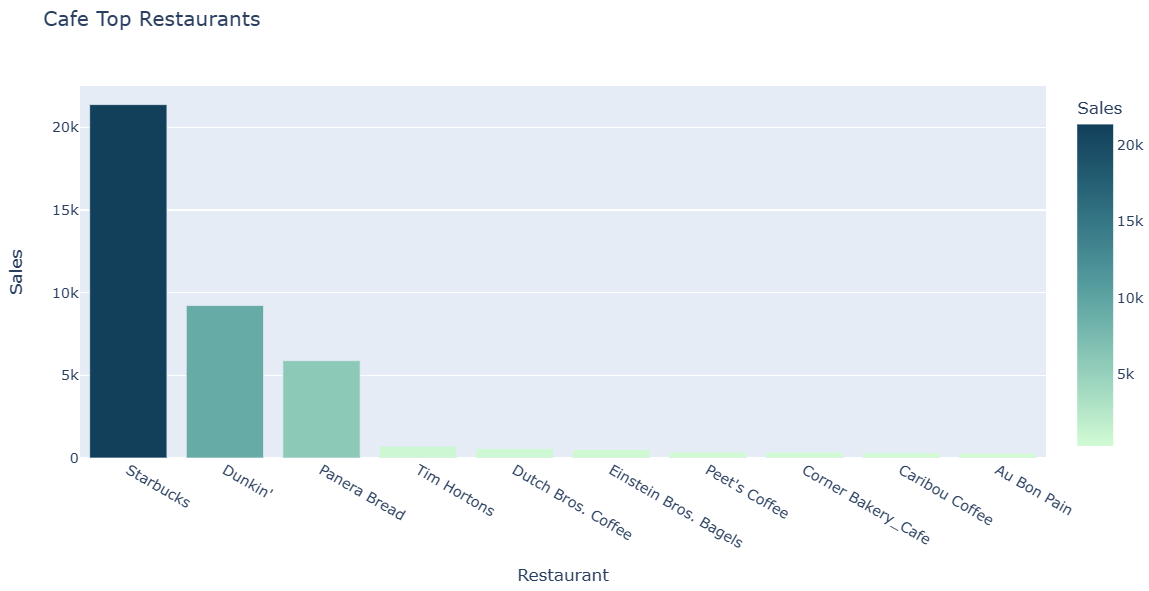 Cafe Top Restaurants
Sales
20k
15k
10k
5k
0
Starbucks
Dunkin'
Panera Bread
Tim Hortons
Dutch Bros. Coffee
Einstein Bros. Bagels
Peet's Coffee
Corner Bakery_Cafe
Caribou Coffee
Au Bon Pain
Restaurant
Sales
20k
15k
10k
5k